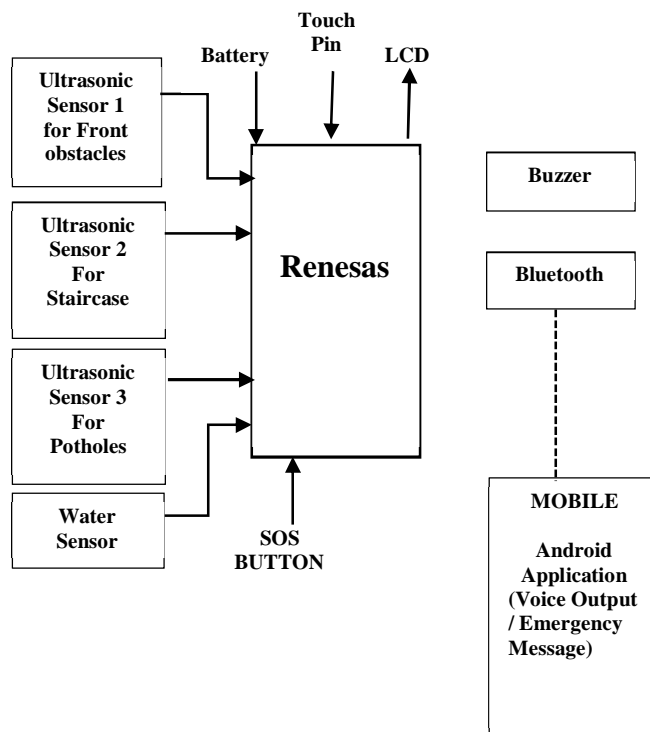 Touch
Pin
Battery
LCD
Ultrasonic
Sensor 1
for Front
obstacles
Ultrasonic
Sensor 2
For
Staircase
Ultrasonic
Sensor 3
For
Potholes
Water
Sensor
Renesas
SOS
BUTTON
Buzzer
Bluetooth
MOBILE
Android
Application
(Voice Output
/ Emergency
Message)